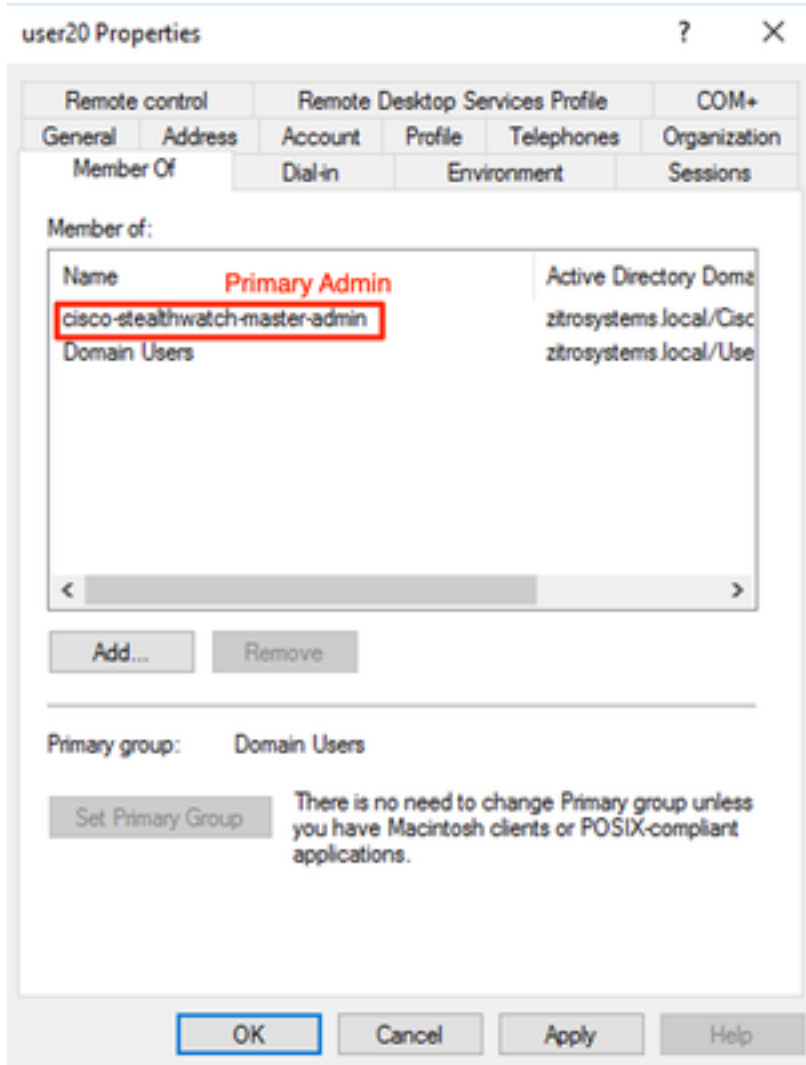 user20 Properties ? ×
Remote control Remote Desktop Services Profile COM+
General Address Account Profile Telephones Organization
Member Of Dial-in Environment Sessions
Member of:
Name Primary Admin Active Directory Doma
cisco-stealthwatch-master-admin zitrosystems.local/Cisc
Domain Users zitrosystems.local/Use
Add... Remove
Primary group: Domain Users
Set Primary Group
There is no need to change Primary group unless
you have Macintosh clients or POSIX-compliant
applications.
OK Cancel Apply Help